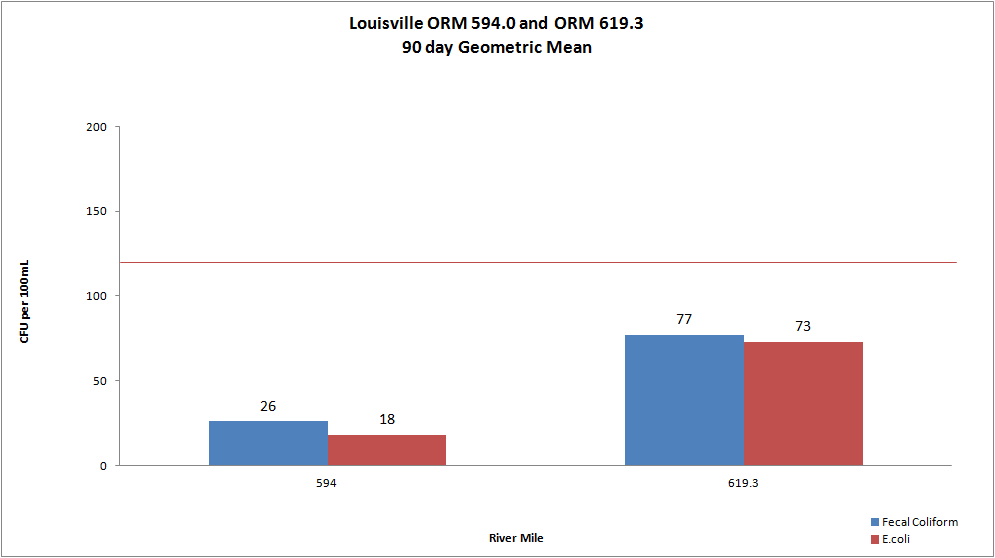 Louisville ORM 594.0 and ORM 619.3
90 day Geometric Mean
CFU per 100mL
200
150
100
50
0
26
18
77
73
594
619.3
River Mile
Fecal Coliform
E.coli